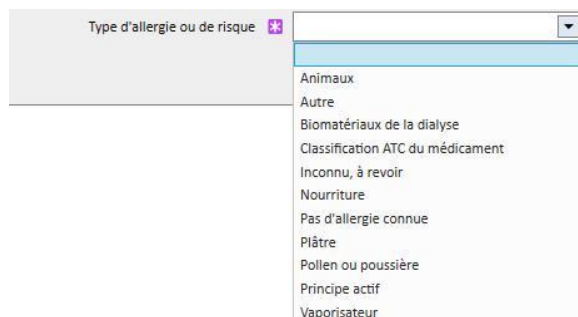 Type d'allergie ou de risque
Animaux
Autre
Biomatériaux de la dialyse
Classification ATC du médicament
Inconnu, à revoir
Nourriture
Pas d'allergie connue
Plâtre
Pollen ou poussière
Principe actif
Vaporisateur